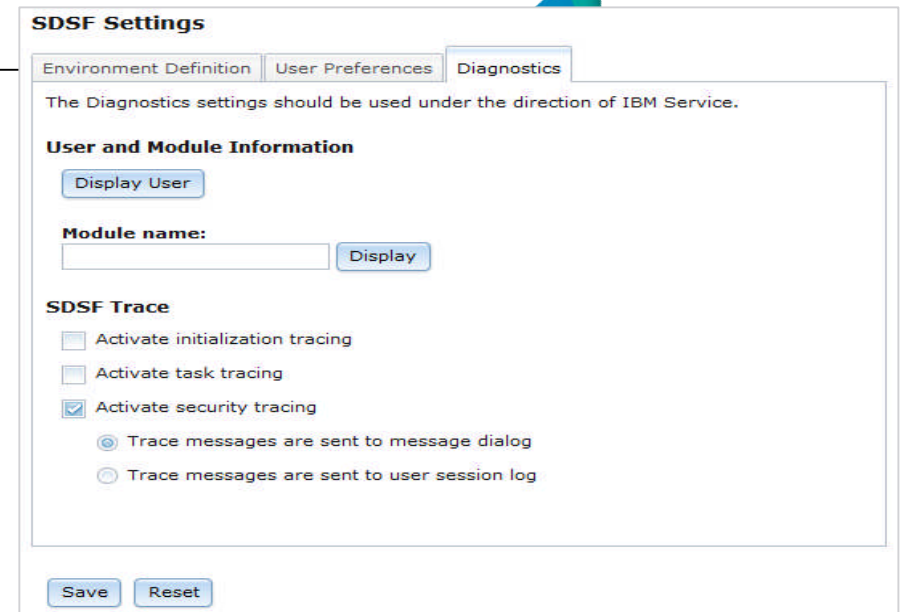 SDSF Settings
Environment Definition User Preferences Diagnostics
The Diagnostics settings should be used under the direction of IBM Service.
User and Module Information
Display User
Module name:
Display
SDSF Trace
Activate initialization tracing
Activate task tracing
Activate security tracing
Trace messages are sent to message dialog
Trace messages are sent to user session log
Save Reset